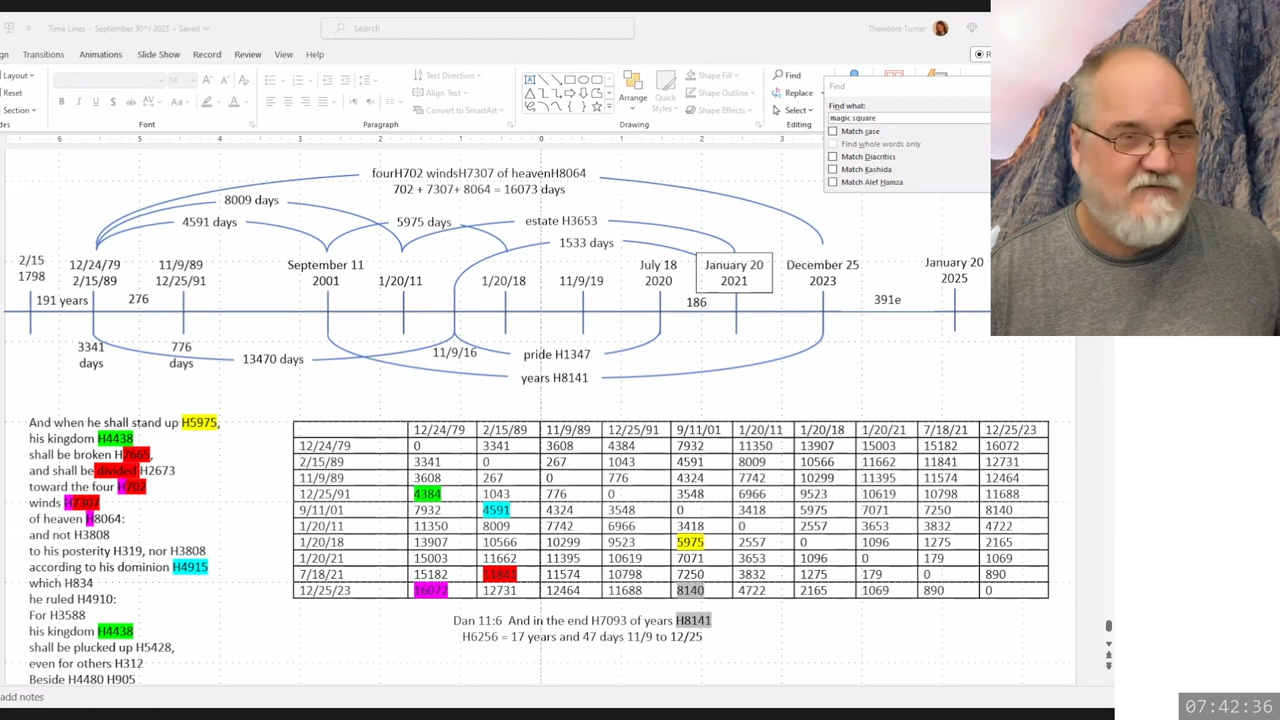 Time Lines - September 30th J 2023 • Saved
Search
Theodore Turner
Transitions Animations Slide Show Record Review View Help
Layout
Reset
Section
Font
Paragraph
Text Direction
Align Text
Convert to SmartArt
Arrange
Quick
Styles
Shape Fill
Shape Outline
Shape Effects
Drawing
Find
Replace
Select
Editing
Find
Find what:
magic square
Match case
Find whole words only
Match Diacritics
Match Kashida
Match Alef Hamza
6 5 4 3 2 1 0 1 2 3
fourH702 windsH7307 of heavenH8064
702 + 7307+ 8064 = 16073 days
8009 days
4591 days
5975 days
estate H3653
1533 days
2/15
1798
12/24/79
2/15/89
11/9/89
12/25/91
September 11
2001
1/20/11
1/20/18
11/9/19
July 18
2020
January 20
2021
December 25
2023
January 20
2025
191 years
276
186
391e
3341
days
776
days
13470 days
11/9/16
pride H1347
years H8141
And when he shall stand up H5975,
his kingdom H4438
shall be broken H7665,
and shall be divided H2673
toward the four H702
winds H7307
of heaven H8064:
and not H3808
to his posterity H319, nor H3808
according to his dominion H4915
which H834
he ruled H4910:
For H3588
his kingdom H4438
shall be plucked up H5428,
even for others H312
Beside H4480 H905
12/24/79 2/15/89 11/9/89 12/25/91 9/11/01 1/20/11 1/20/18 1/20/21 7/18/21 12/25/23
12/24/79 0 3341 3608 4384 7932 11350 13907 15003 15182 16072
2/15/89 3341 0 267 1043 4591 8009 10566 11662 11841 12731
11/9/89 3608 267 0 776 4324 7742 10299 11395 11574 12464
12/25/91 4384 1043 776 0 3548 6966 9523 10619 10798 11688
9/11/01 7932 4591 4324 3548 0 3418 5975 7071 7250 8140
1/20/11 11350 8009 7742 6966 3418 0 2557 3653 3832 4722
1/20/18 13907 10566 10299 9523 5975 2557 0 1096 1275 2165
1/20/21 15003 11662 11395 10619 7071 3653 1096 0 179 1069
7/18/21 15182 11841 11574 10798 7250 3832 1275 179 0 890
12/25/23 16072 12731 12464 11688 8140 4722 2165 1069 890 0
Dan 11:6 And in the end H7093 of years H8141
H6256 = 17 years and 47 days 11/9 to 12/25
add notes
07:42:36